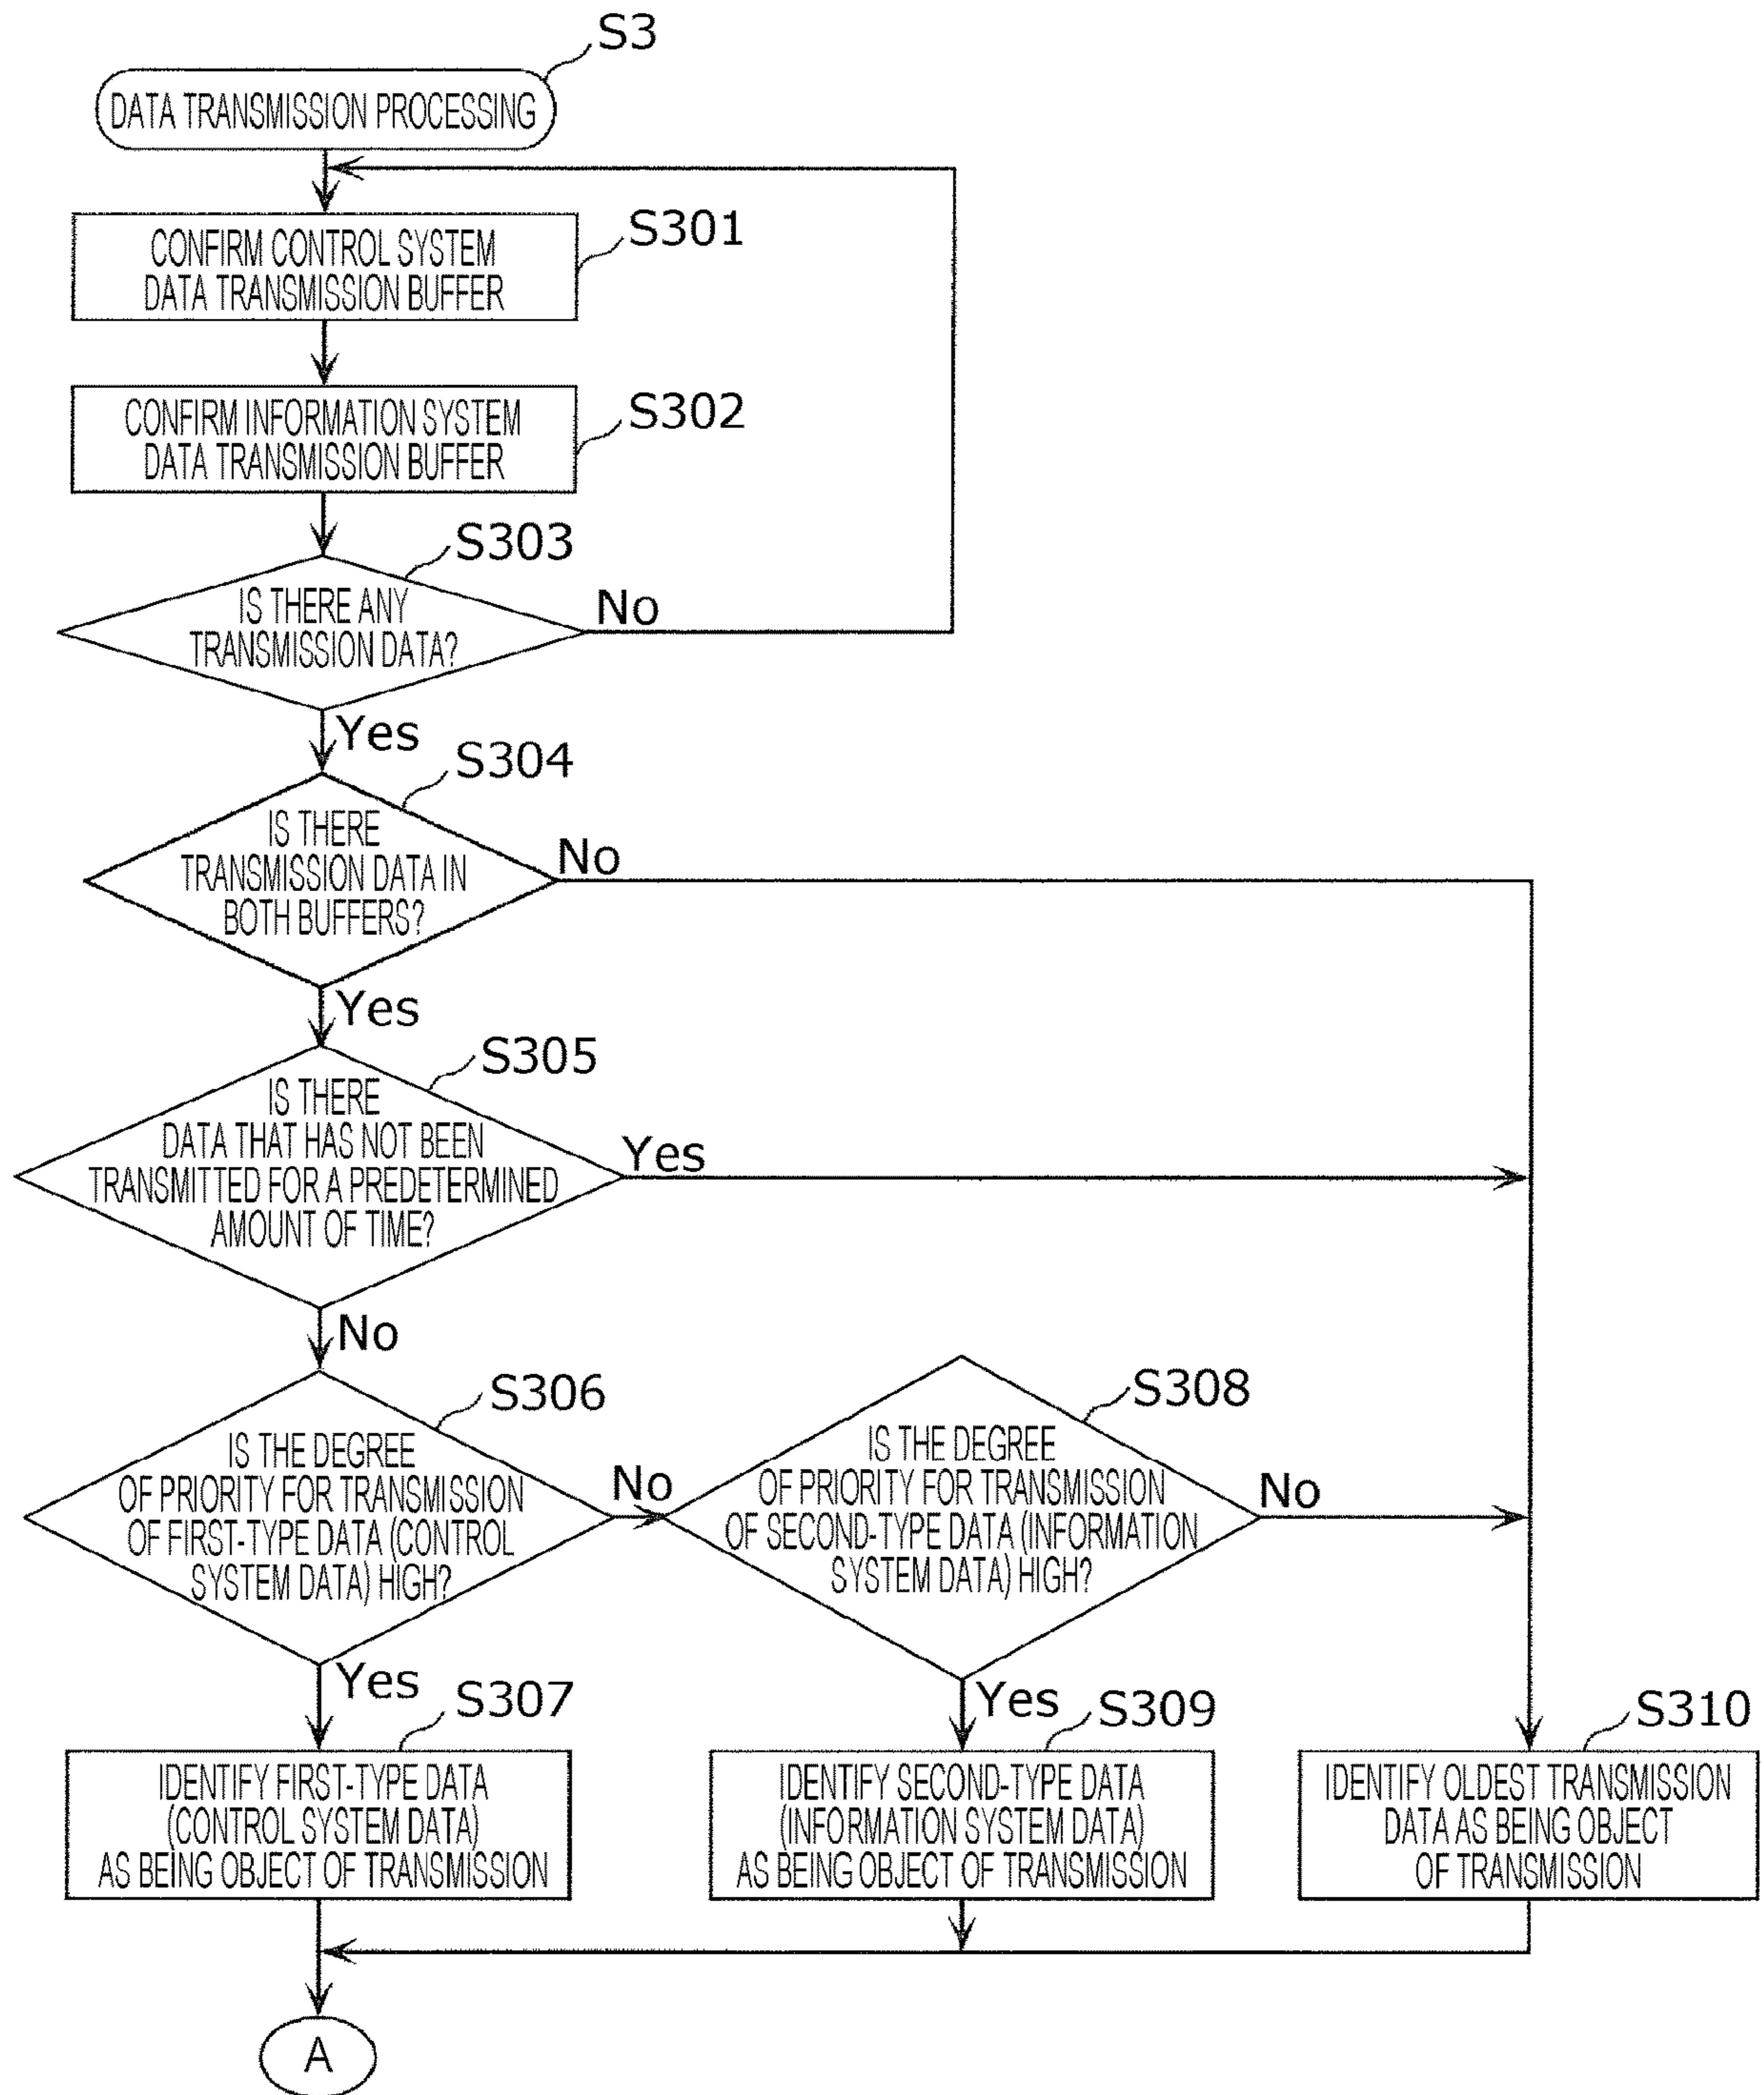 S3
DATA TRANSMISSION PROCESSING
S301
CONFIRM CONTROL SYSTEM
DATA TRANSMISSION BUFFER
S302
CONFIRM INFORMATION SYSTEM
DATA TRANSMISSION BUFFER
S303
IS THERE ANY
TRANSMISSION DATA?
No
Yes
S304
IS THERE
TRANSMISSION DATA IN
BOTH BUFFERS?
No
Yes
S305
IS THERE
DATA THAT HAS NOT BEEN
TRANSMITTED FOR A PREDETERMINED
AMOUNT OF TIME?
Yes
No
S306
IS THE DEGREE
OF PRIORITY FOR TRANSMISSION
OF FIRST-TYPE DATA (CONTROL
SYSTEM DATA) HIGH?
No
S308
IS THE DEGREE
OF PRIORITY FOR TRANSMISSION
OF SECOND-TYPE DATA (INFORMATION
SYSTEM DATA) HIGH?
No
Yes
S307
IDENTIFY FIRST-TYPE DATA
(CONTROL SYSTEM DATA)
AS BEING OBJECT OF TRANSMISSION
Yes
S309
IDENTIFY SECOND-TYPE DATA
(INFORMATION SYSTEM DATA)
AS BEING OBJECT OF TRANSMISSION
S310
IDENTIFY OLDEST TRANSMISSION
DATA AS BEING OBJECT
OF TRANSMISSION
A